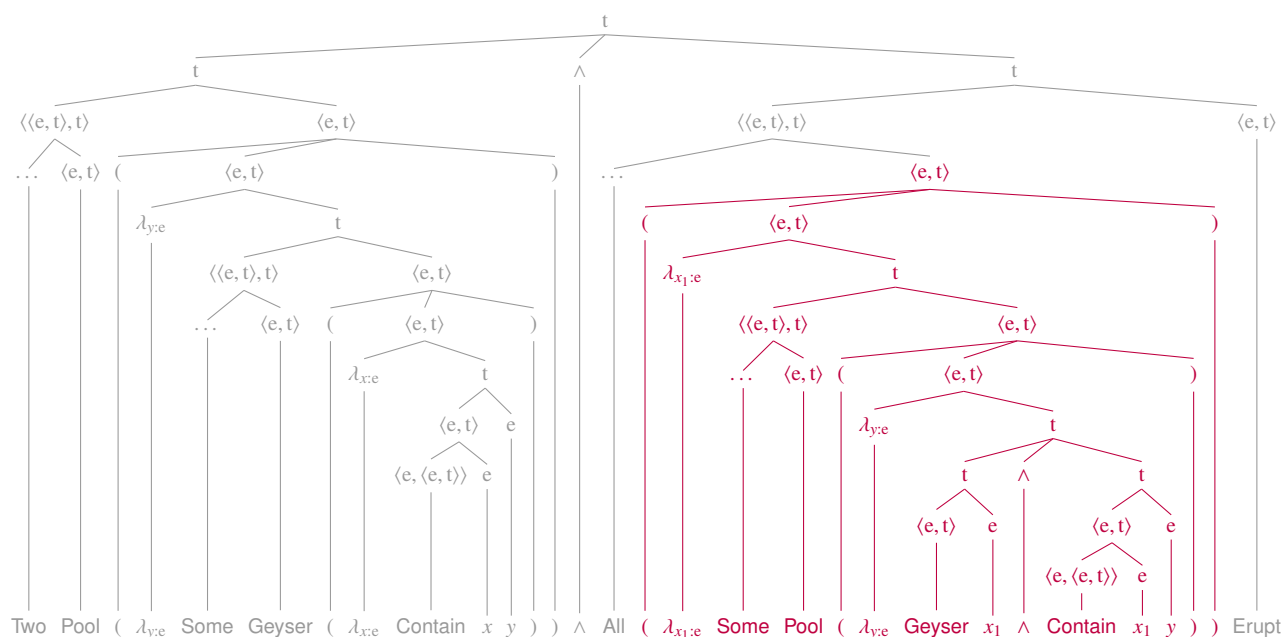 t
t ∧ t
⟨⟨e, t⟩, t⟩ ⟨e, t⟩ ⟨⟨e, t⟩, t⟩ ⟨e, t⟩
… ⟨e, t⟩ ( ⟨e, t⟩ ) … ⟨e, t⟩
λy:e t ( ⟨e, t⟩ )
⟨⟨e, t⟩, t⟩ ⟨e, t⟩ λx₁:e t
… ⟨e, t⟩ ( ⟨e, t⟩ ) ⟨⟨e, t⟩, t⟩ ⟨e, t⟩
λx:e t … ⟨e, t⟩ ( ⟨e, t⟩ )
⟨e, t⟩ e λy:e t
⟨e, ⟨e, t⟩⟩ e t ∧ t
⟨e, t⟩ e ⟨e, t⟩ e
⟨e, ⟨e, t⟩⟩ e
Two Pool ( λy:e Some Geyser ( λx:e Contain x y ) ) ∧ All ( λx₁:e Some Pool ( λy:e Geyser x₁ ∧ Contain x₁ y ) ) Erupt